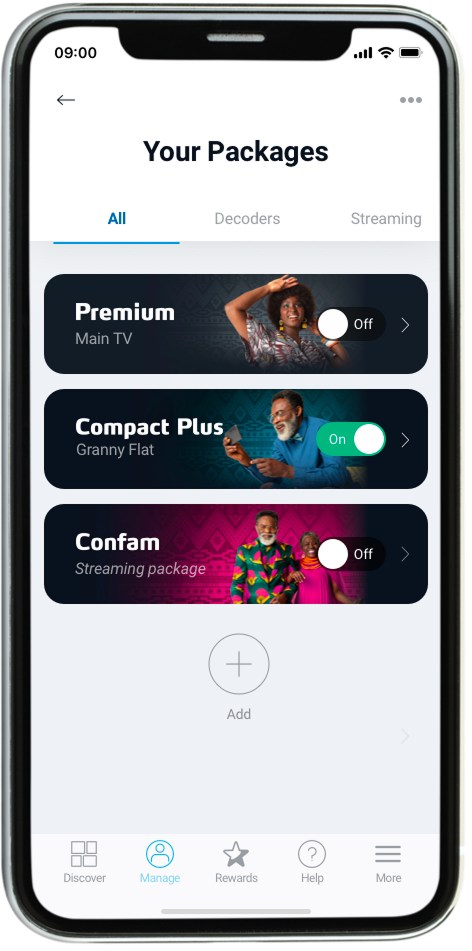 09:00
Your Packages
All Decoders Streaming
Premium
Main TV
Off
Compact Plus
Granny Flat
On
Confam
Streaming package
Off
Add
Discover Manage Rewards Help More